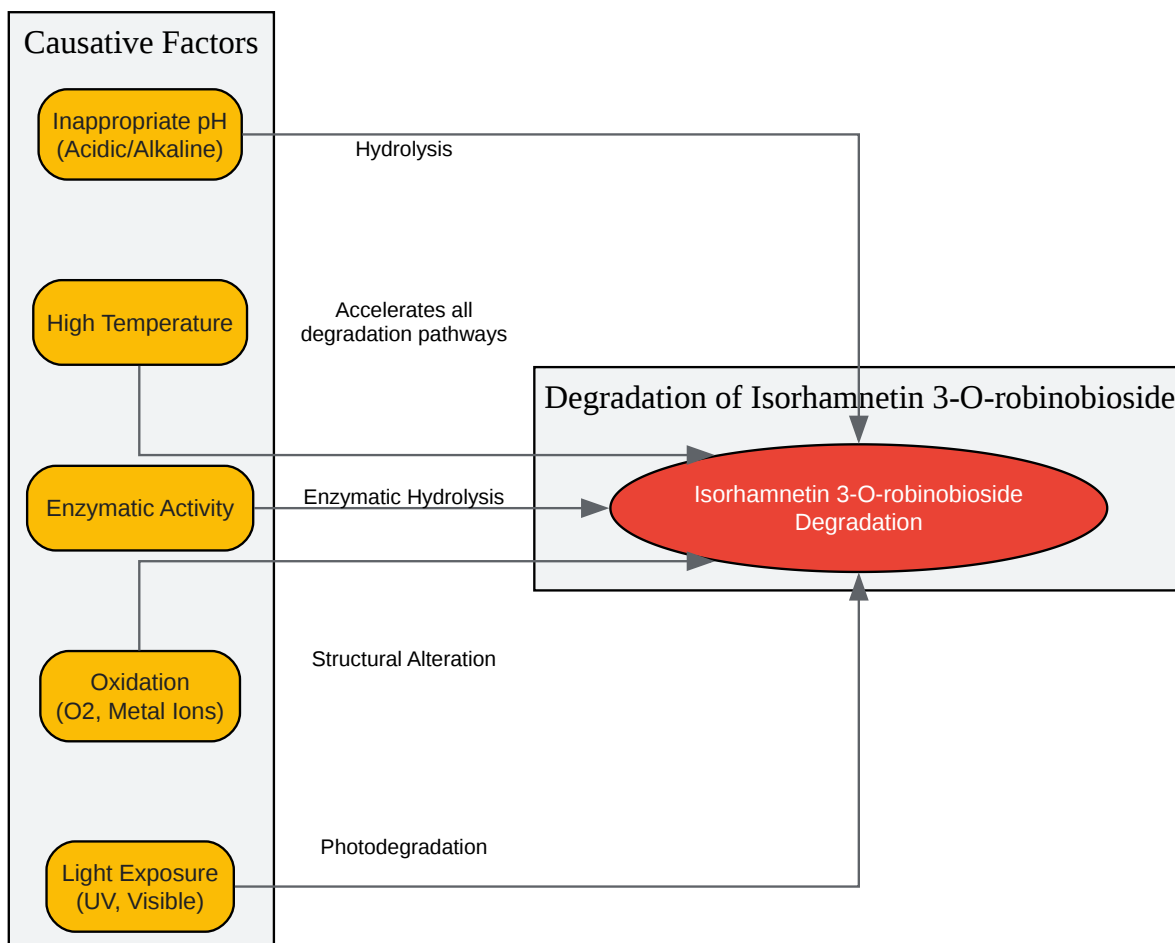 Causative Factors
Inappropriate pH
(Acidic/Alkaline)
Hydrolysis
High Temperature
Accelerates all
degradation pathways
Degradation of Isorhamnetin 3-O-robinobioside
Isorhamnetin 3-O-robinobioside
Degradation
Enzymatic Activity
Enzymatic Hydrolysis
Oxidation
(O2, Metal Ions)
Structural Alteration
Light Exposure
(UV, Visible)
Photodegradation